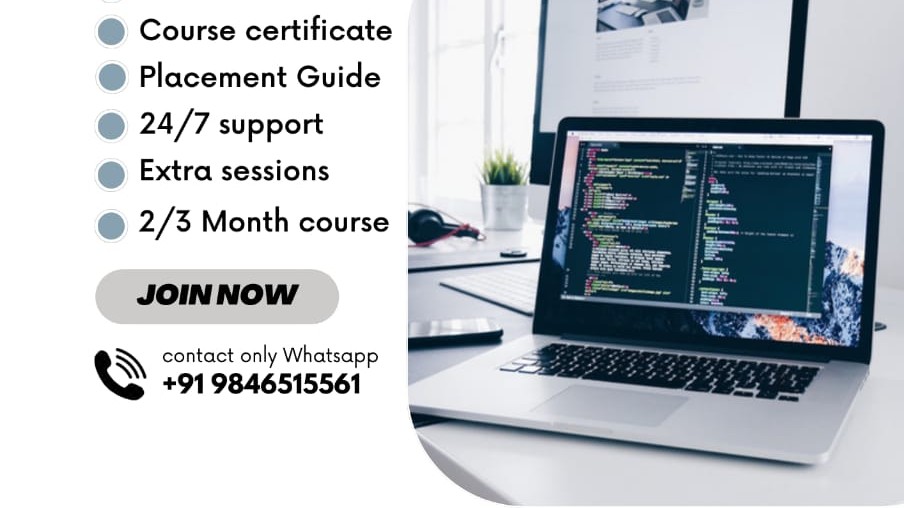 Course certificate
Placement Guide
24/7 support
Extra sessions
2/3 Month course
JOIN NOW
contact only Whatsapp
+91 9846515561